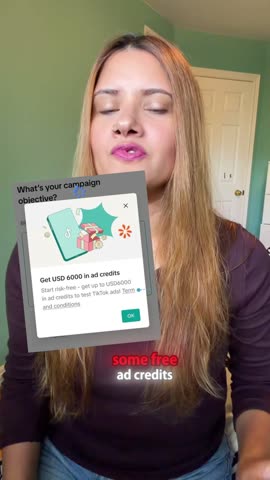 What's your campaign
objective?
Get USD 6000 in ad credits
Start risk-free - get up to USD6000
in ad credits to test TikTok ads! Term
and conditions
OK
some free
ad credits